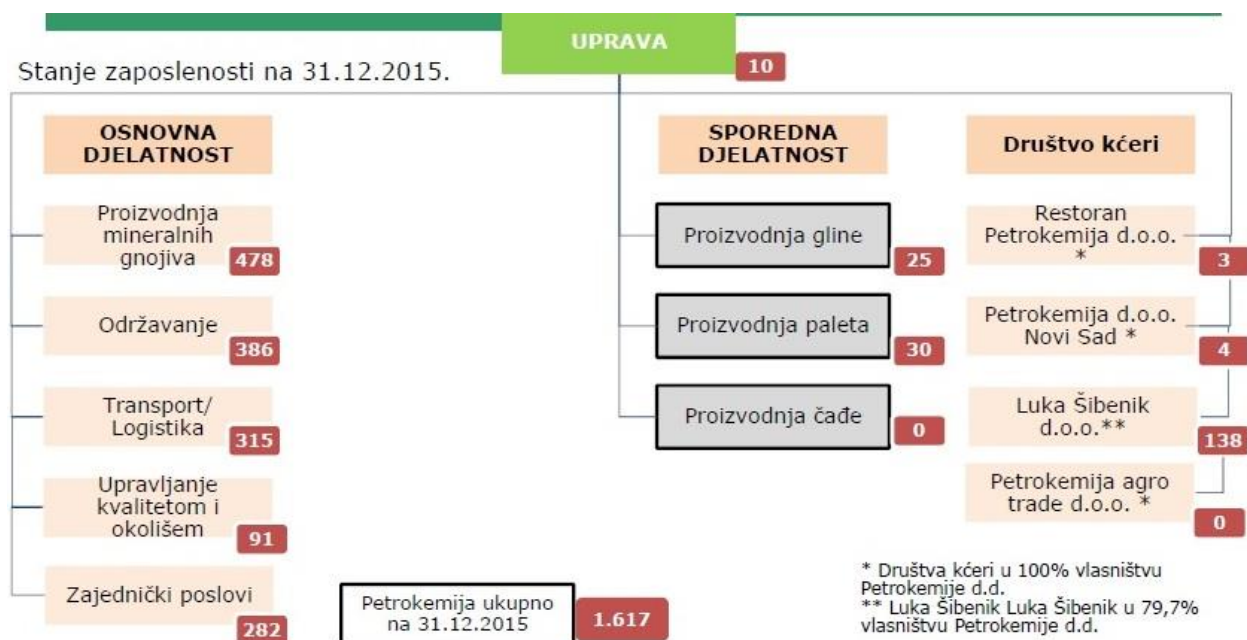 UPRAVA
10
Stanje zaposlenosti na 31.12.2015.
OSNOVNA
DJELATNOST
Proizvodnja
mineralnih
gnojiva
478
Održavanje
386
Transport/
Logistika
315
Upravljanje
kvalitetom i
okolišem
91
Zajednički poslovi
282
SPOREDNA
DJELATNOST
Proizvodnja gline
25
Proizvodnja paleta
30
Proizvodnja čađe
0
Društvo kćeri
Restoran
Petrokemija d.o.o.
*
3
Petrokemija d.o.o.
Novi Sad *
4
Luka Šibenik
d.o.o.**
138
Petrokemija agro
trade d.o.o. *
0
Petrokemija ukupno
na 31.12.2015
1.617
* Društva kćeri u 100% vlasništvu
Petrokemije d.d.
** Luka Šibenik Luka Šibenik u 79,7%
vlasništvu Petrokemije d.d.